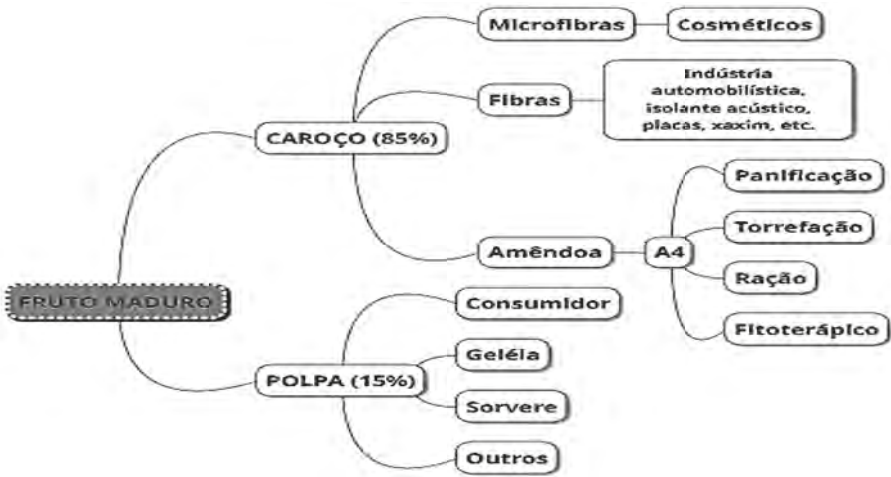 Microfibras
Cosméticos
Fibras
Indústria
automobilística,
isolante acústico,
placas, xaxim, etc.
CAROÇO (85%)
Panificação
Torrefação
Amêndoa
A4
Ração
Fitoterápico
FRUTO MADURO
Consumidor
Geléia
POLPA (15%)
Sorvere
Outros